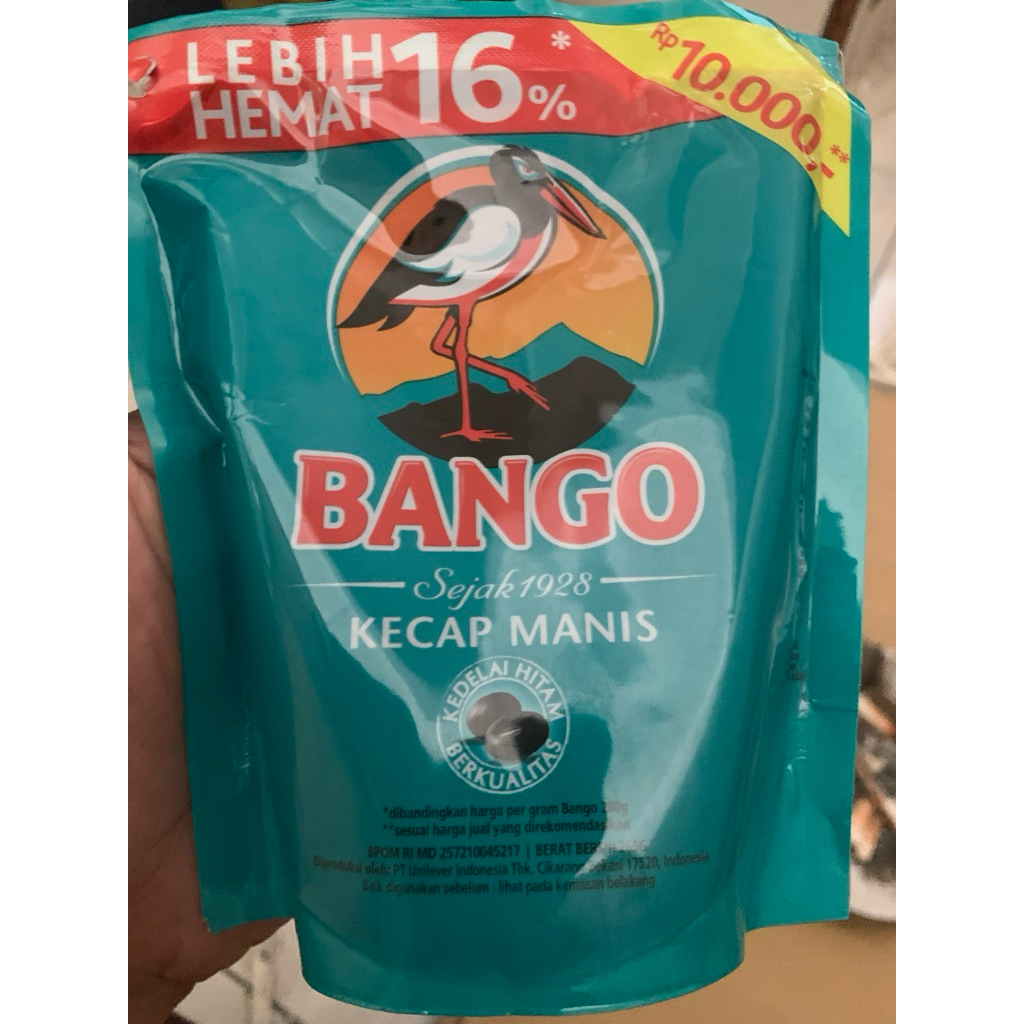 LEBIH
HEMAT 16%*
Rp10.000,-**
BANGO
Sejak 1928
KECAP MANIS
KEDELAI HITAM
BERKUALITAS
*dibandingkan harga per gram Bango
**sesuai harga jual yang direkomendasikan
BPOM RI MD 257210045217 | BERAT BERSIH
Diproduksi oleh: PT Unilever Indonesia Tbk, Cikarang, Bekasi 17520, Indonesia
Baik digunakan sebelum : lihat pada kemasan belakang